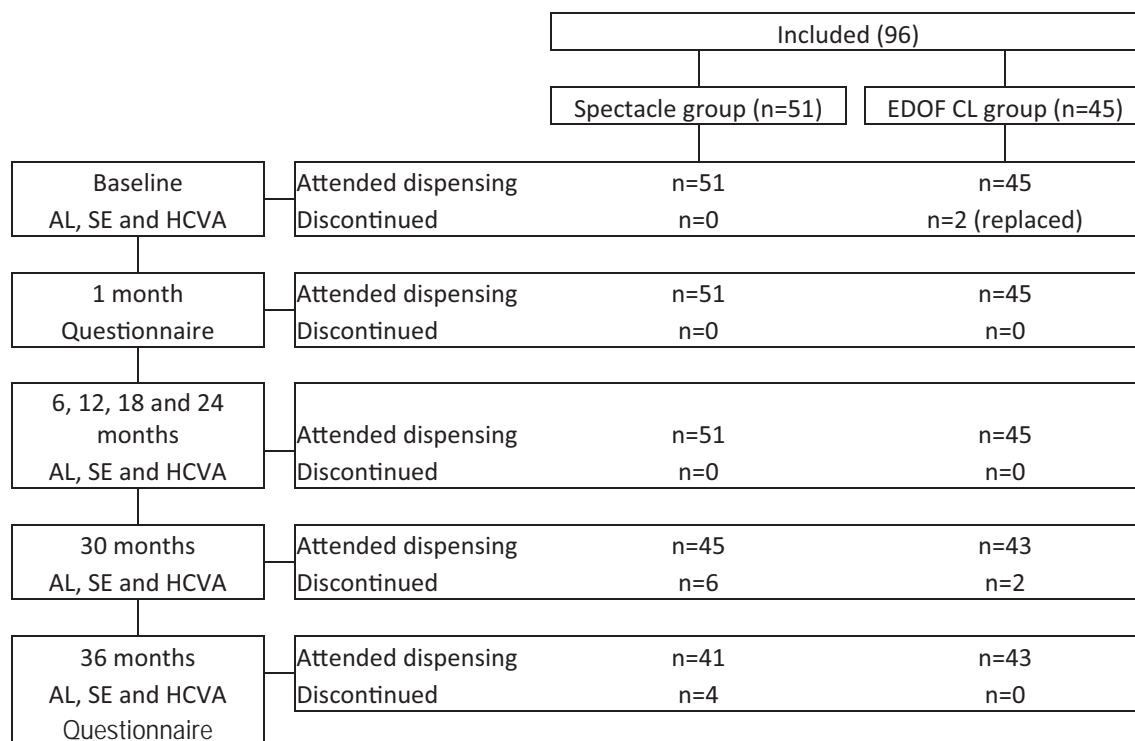 Included (96)
Spectacle group (n=51) EDOF CL group (n=45)
Baseline
AL, SE and HCVA
Attended dispensing n=51 n=45
Discontinued n=0 n=2 (replaced)
1 month
Questionnaire
Attended dispensing n=51 n=45
Discontinued n=0 n=0
6, 12, 18 and 24
months
AL, SE and HCVA
Attended dispensing n=51 n=45
Discontinued n=0 n=0
30 months
AL, SE and HCVA
Attended dispensing n=45 n=43
Discontinued n=6 n=2
36 months
AL, SE and HCVA
Questionnaire
Attended dispensing n=41 n=43
Discontinued n=4 n=0